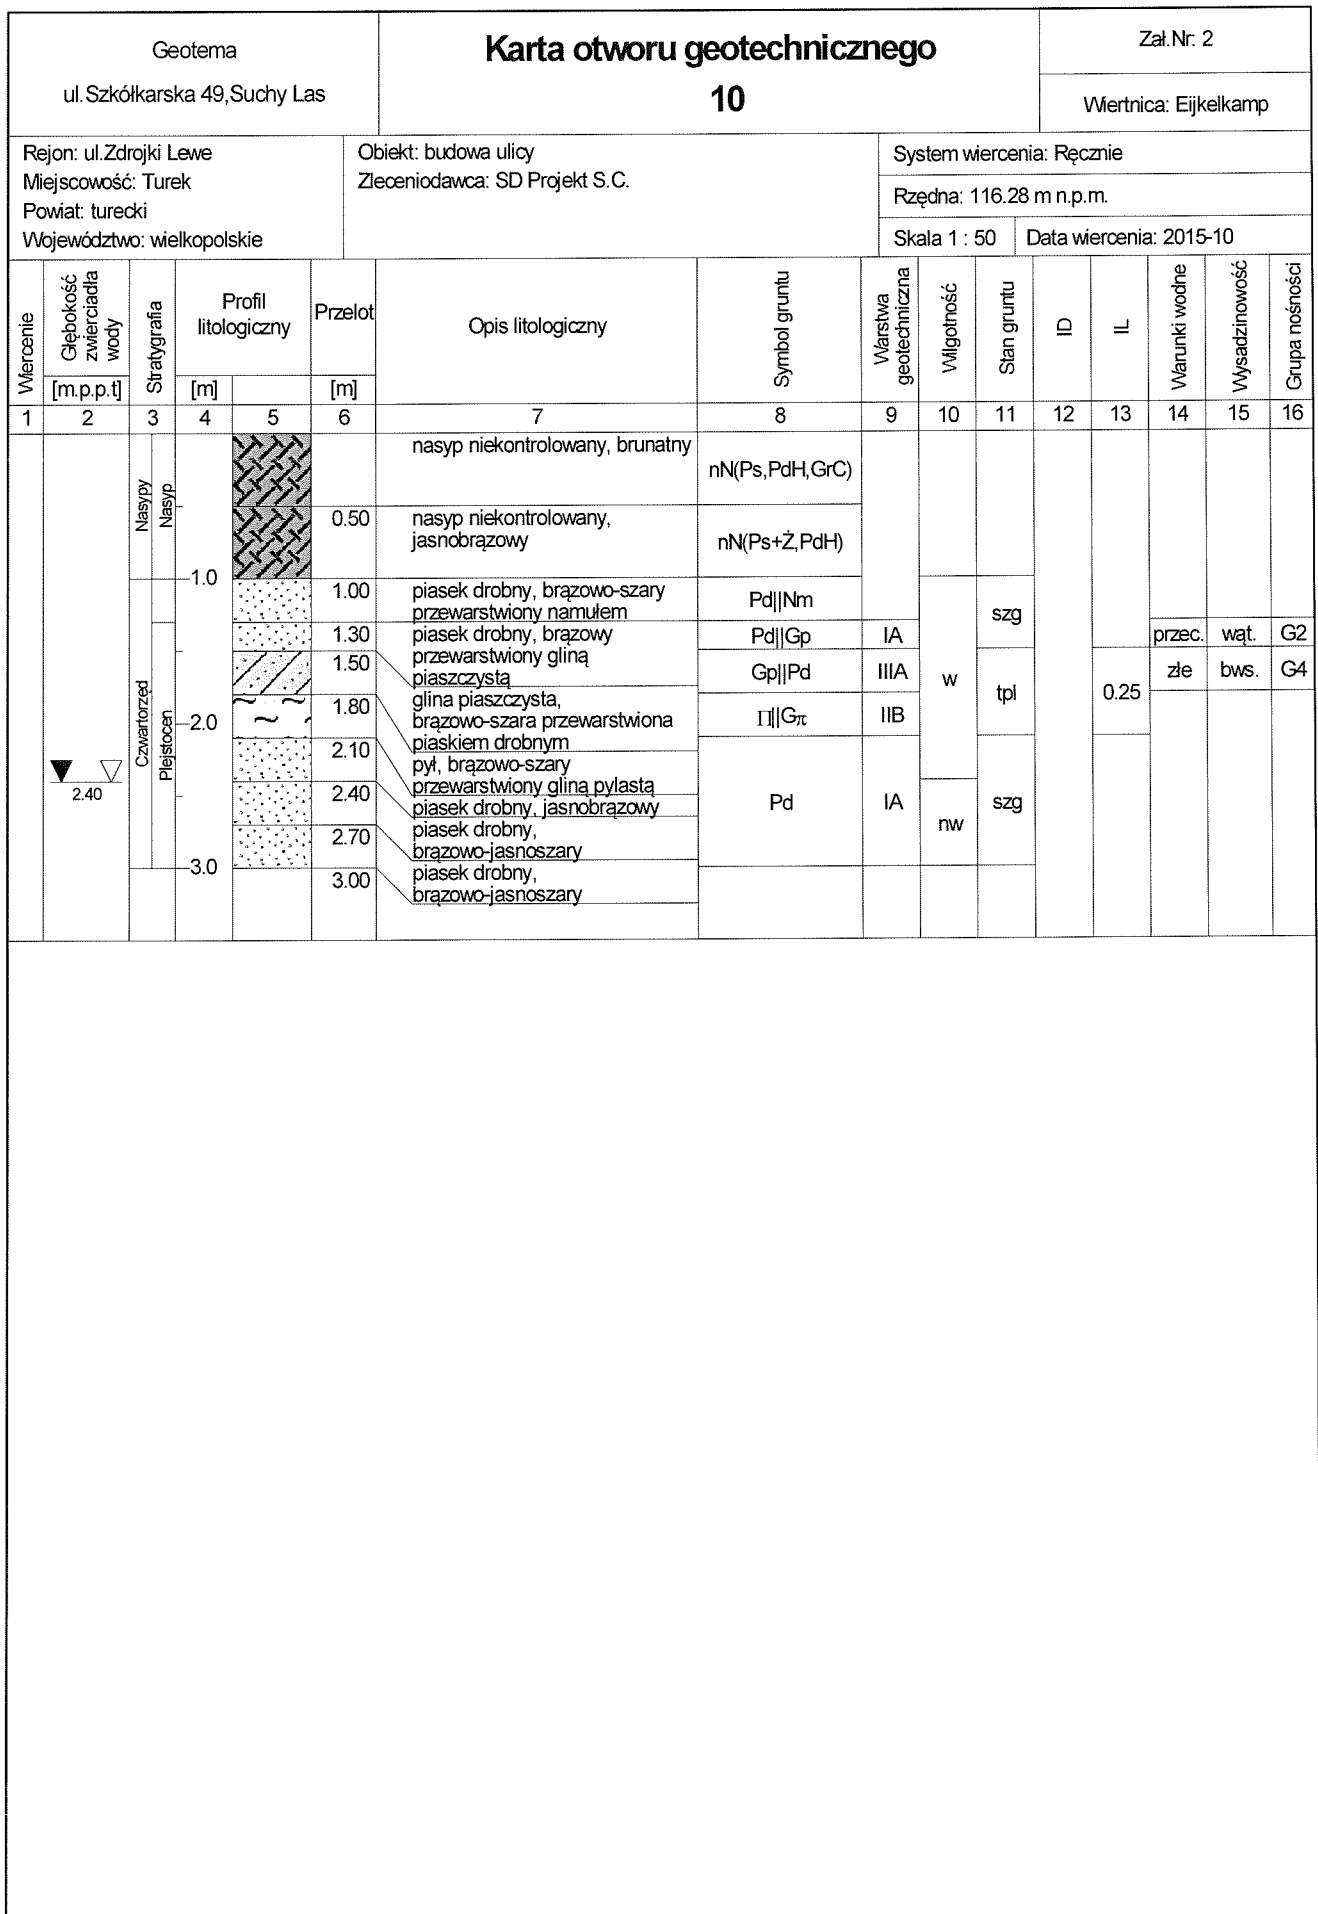 Geotema
ul.Szkółkarska 49,Suchy Las
Karta otworu geotechnicznego
10
Zał.Nr: 2
Wiertnica: Eijkelkamp
Rejon: ul.Zdrojki Lewe
Miejscowość: Turek
Powiat: turecki
Województwo: wielkopolskie
Obiekt: budowa ulicy
Zleceniodawca: SD Projekt S.C.
System wiercenia: Ręcznie
Rzędna: 116.28 m n.p.m.
Skala 1 : 50
Data wiercenia: 2015-10
Wiercenie
Głębokość
zwierciadła
wody
[m.p.p.t]
Stratygrafia
Profil
litologiczny
[m]
Przelot
[m]
Opis litologiczny
Symbol gruntu
Warstwa
geotechniczna
Wilgotność
Stan gruntu
ID
IL
Warunki wodne
Wysadzinowość
Grupa nośności
1 2 3 4 5 6 7 8 9 10 11 12 13 14 15 16
2.40
Nasypy
Nasyp
Czwartorzęd
Plejstocen
1.0
2.0
3.0
0.50
1.00
1.30
1.50
1.80
2.10
2.40
2.70
3.00
nasyp niekontrolowany, brunatny
nasyp niekontrolowany,
jasnobrązowy
piasek drobny, brązowo-szary
przewarstwiony namułem
piasek drobny, brązowy
przewarstwiony gliną
piaszczystą
glina piaszczysta,
brązowo-szara przewarstwiona
piaskiem drobnym
pył, brązowo-szary
przewarstwiony gliną pylastą
piasek drobny, jasnobrązowy
piasek drobny,
brązowo-jasnoszary
piasek drobny,
brązowo-jasnoszary
nN(Ps,PdH,GrC)
nN(Ps+Ż,PdH)
Pd||Nm
Pd||Gp
Gp||Pd
Π||Gπ
Pd
IA
IIIA
IIB
IA
w
nw
szg
tpl
szg
0.25
przec.
złe
wąt.
bws.
G2
G4